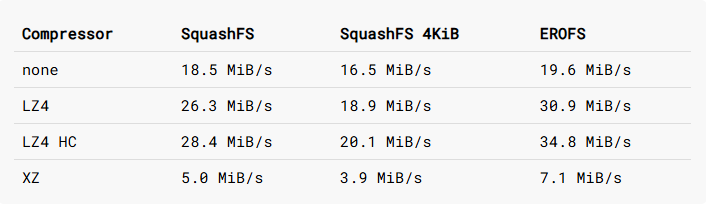 Compressor SquashFS SquashFS 4KiB EROFS
none 18.5 MiB/s 16.5 MiB/s 19.6 MiB/s
LZ4 26.3 MiB/s 18.9 MiB/s 30.9 MiB/s
LZ4 HC 28.4 MiB/s 20.1 MiB/s 34.8 MiB/s
XZ 5.0 MiB/s 3.9 MiB/s 7.1 MiB/s